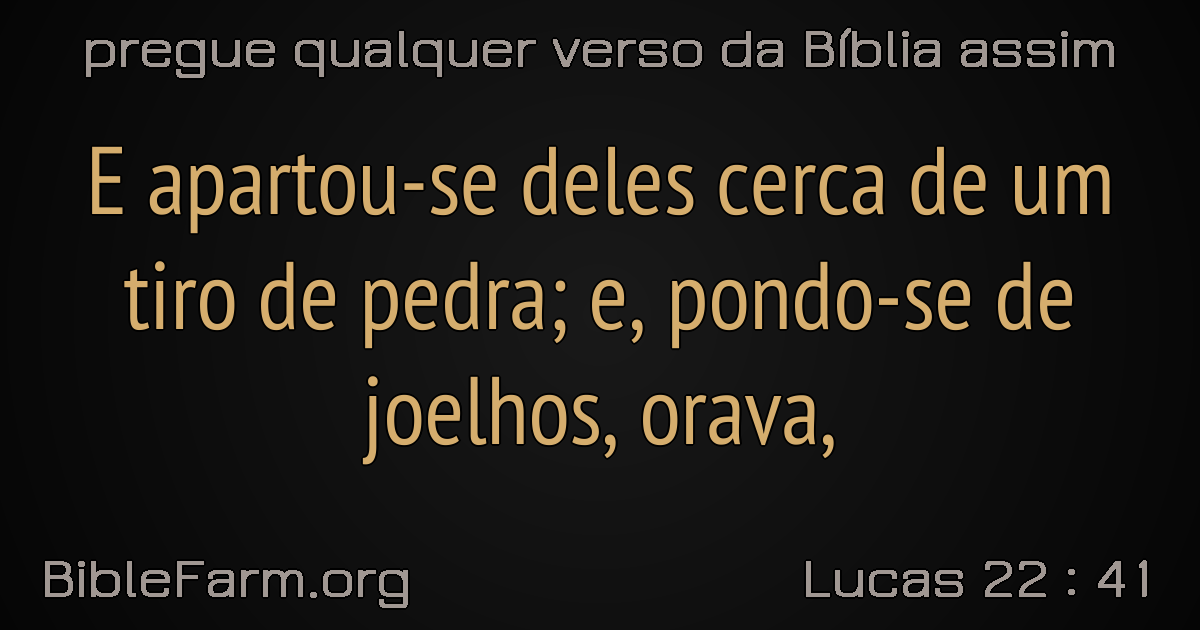 pregue qualquer verso da Bíblia assim
E apartou-se deles cerca de um
tiro de pedra; e, pondo-se de
joelhos, orava,
BibleFarm.org
Lucas 22 : 41